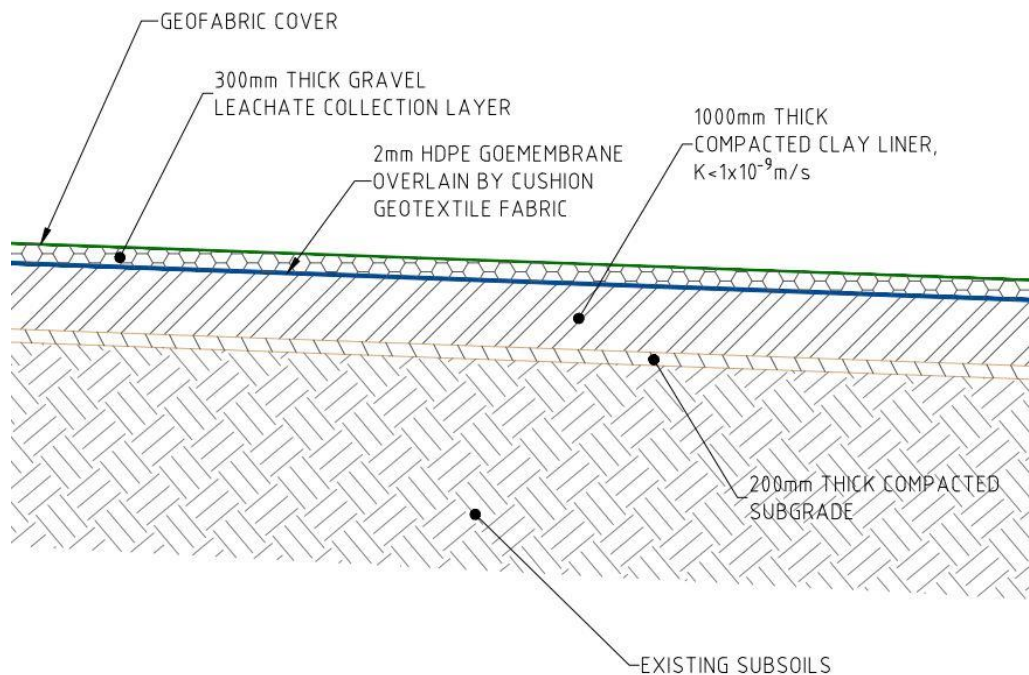 GEOFABRIC COVER
300mm THICK GRAVEL
LEACHATE COLLECTION LAYER
2mm HDPE GOEMEMBRANE
OVERLAIN BY CUSHION
GEOTEXTILE FABRIC
1000mm THICK
COMPACTED CLAY LINER,
K<1x10⁻⁹m/s
200mm THICK COMPACTED
SUBGRADE
EXISTING SUBSOILS